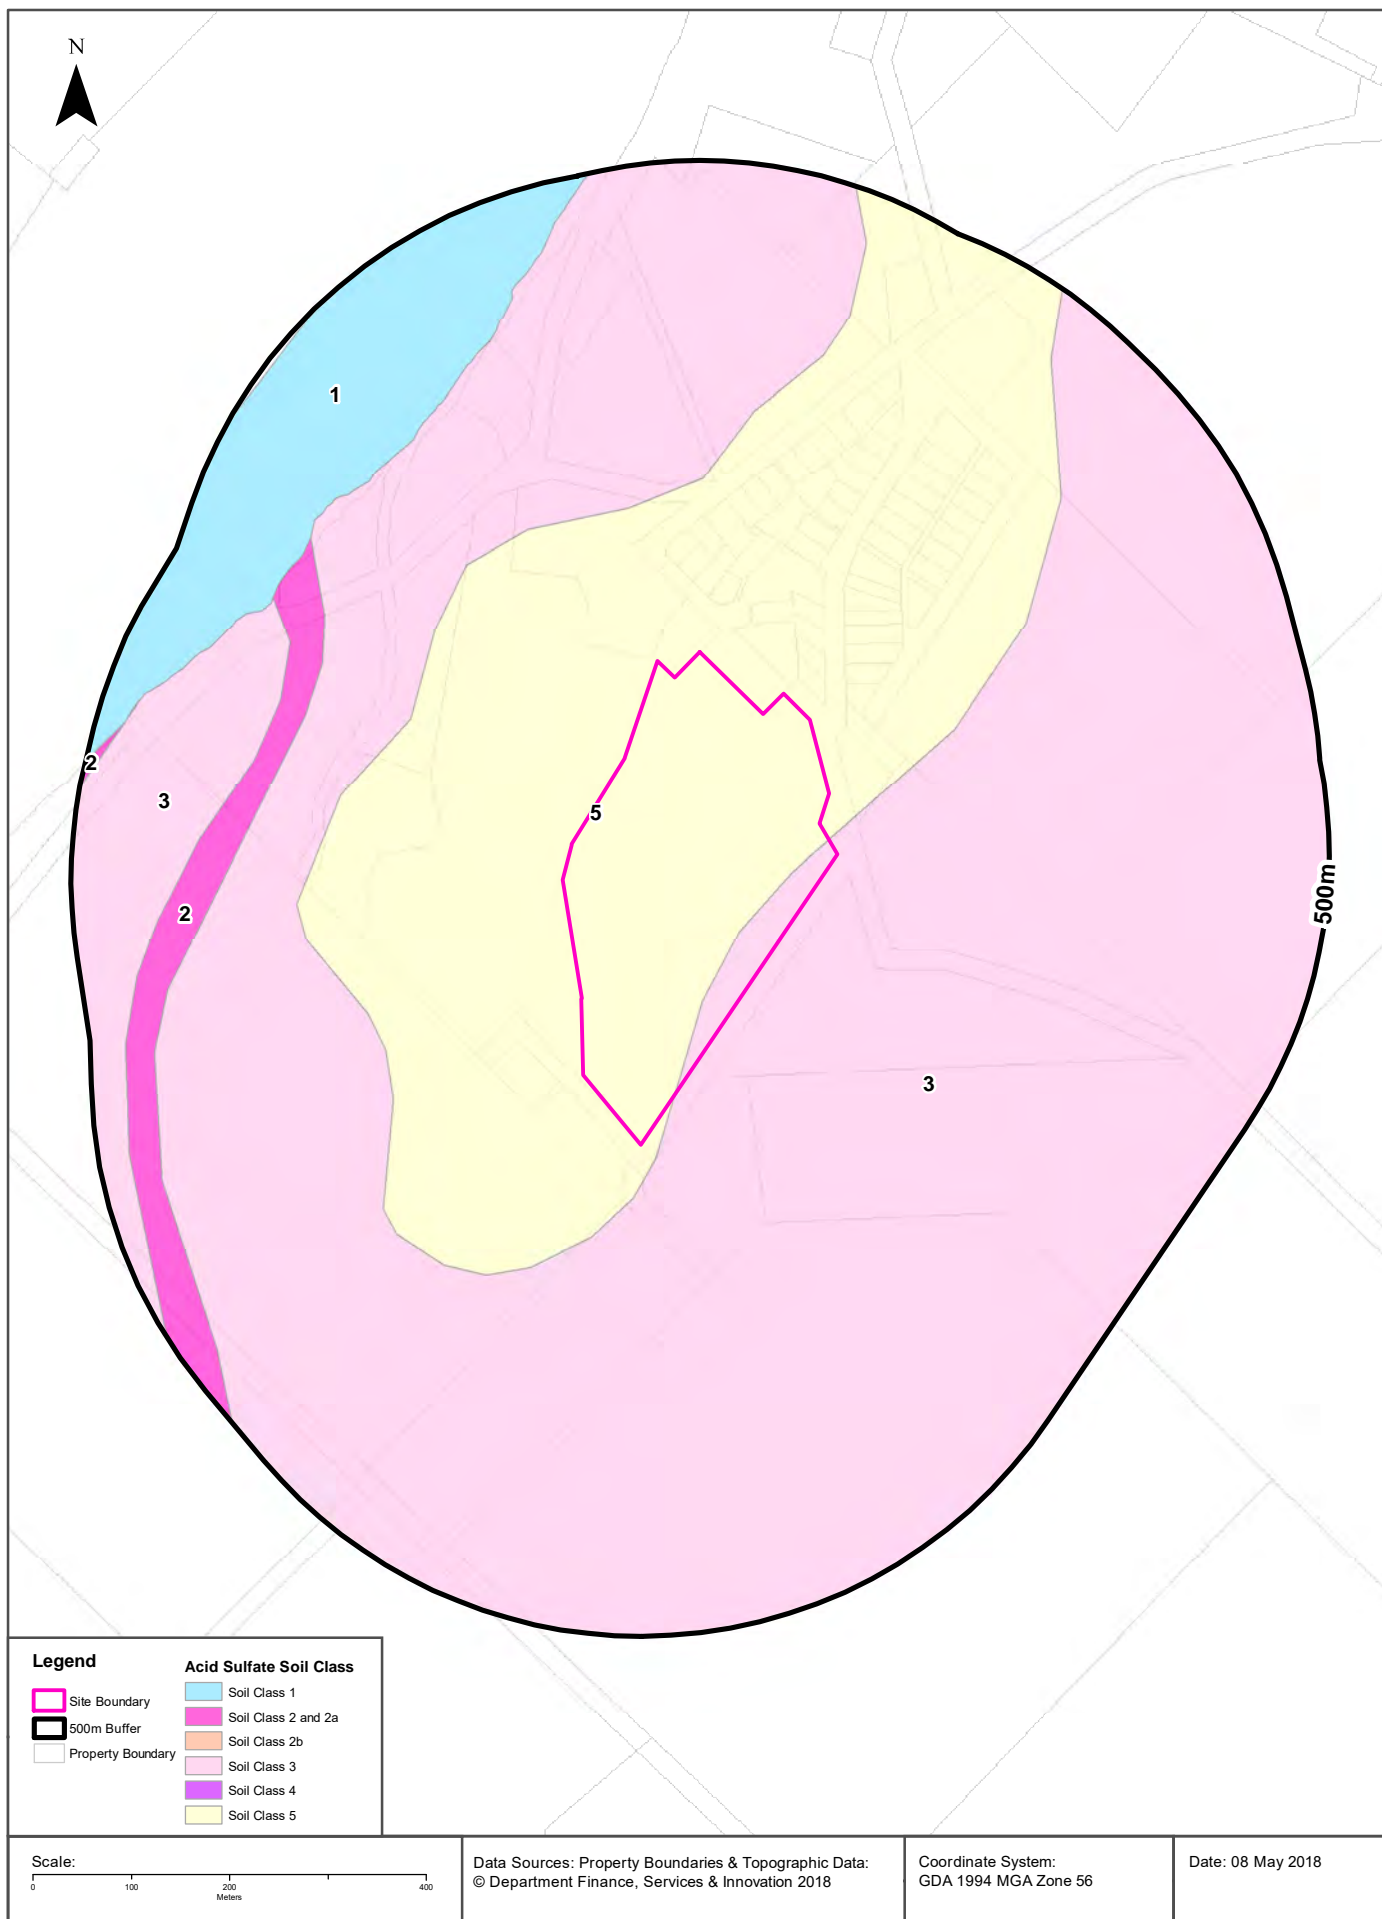 N
1
2
3
5
2
500m
3
Legend
Site Boundary
500m Buffer
Property Boundary
Acid Sulfate Soil Class
Soil Class 1
Soil Class 2 and 2a
Soil Class 2b
Soil Class 3
Soil Class 4
Soil Class 5
Scale:
0 100 200 400
Meters
Data Sources: Property Boundaries & Topographic Data:
© Department Finance, Services & Innovation 2018
Coordinate System:
GDA 1994 MGA Zone 56
Date: 08 May 2018